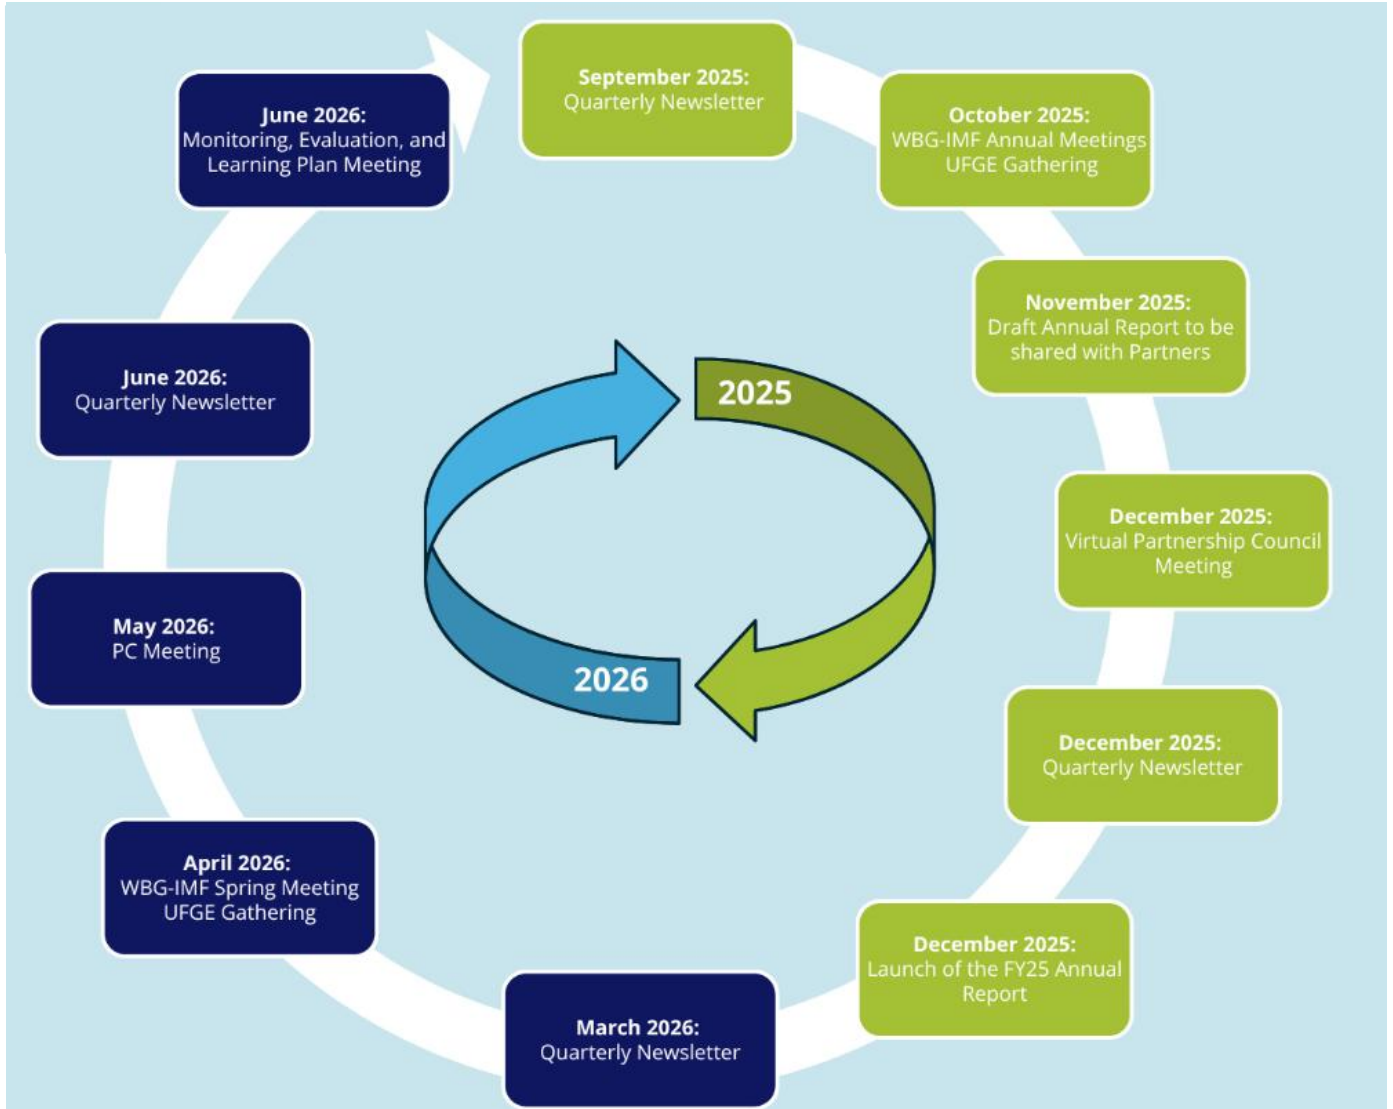 September 2025:
Quarterly Newsletter
October 2025:
WBG-IMF Annual Meetings
UFGE Gathering
November 2025:
Draft Annual Report to be
shared with Partners
December 2025:
Virtual Partnership Council
Meeting
December 2025:
Quarterly Newsletter
December 2025:
Launch of the FY25 Annual
Report
March 2026:
Quarterly Newsletter
April 2026:
WBG-IMF Spring Meeting
UFGE Gathering
May 2026:
PC Meeting
June 2026:
Quarterly Newsletter
June 2026:
Monitoring, Evaluation, and
Learning Plan Meeting
2025
2026